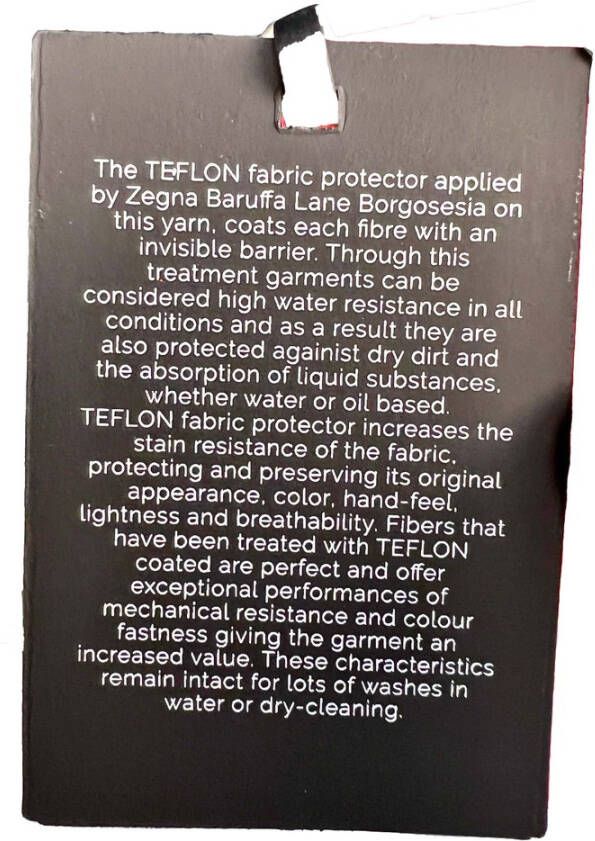 The TEFLON fabric protector applied
by Zegna Baruffa Lane Borgosesia on
this yarn, coats each fibre with an
invisible barrier. Through this
treatment garments can be
considered high water resistance in all
conditions and as a result they are
also protected againist dry dirt and
the absorption of liquid substances,
whether water or oil based.
TEFLON fabric protector increases the
stain resistance of the fabric,
protecting and preserving its original
appearance, color, hand-feel,
lightness and breathability. Fibers that
have been treated with TEFLON
coated are perfect and offer
exceptional performances of
mechanical resistance and colour
fastness giving the garment an
increased value. These characteristics
remain intact for lots of washes in
water or dry-cleaning.